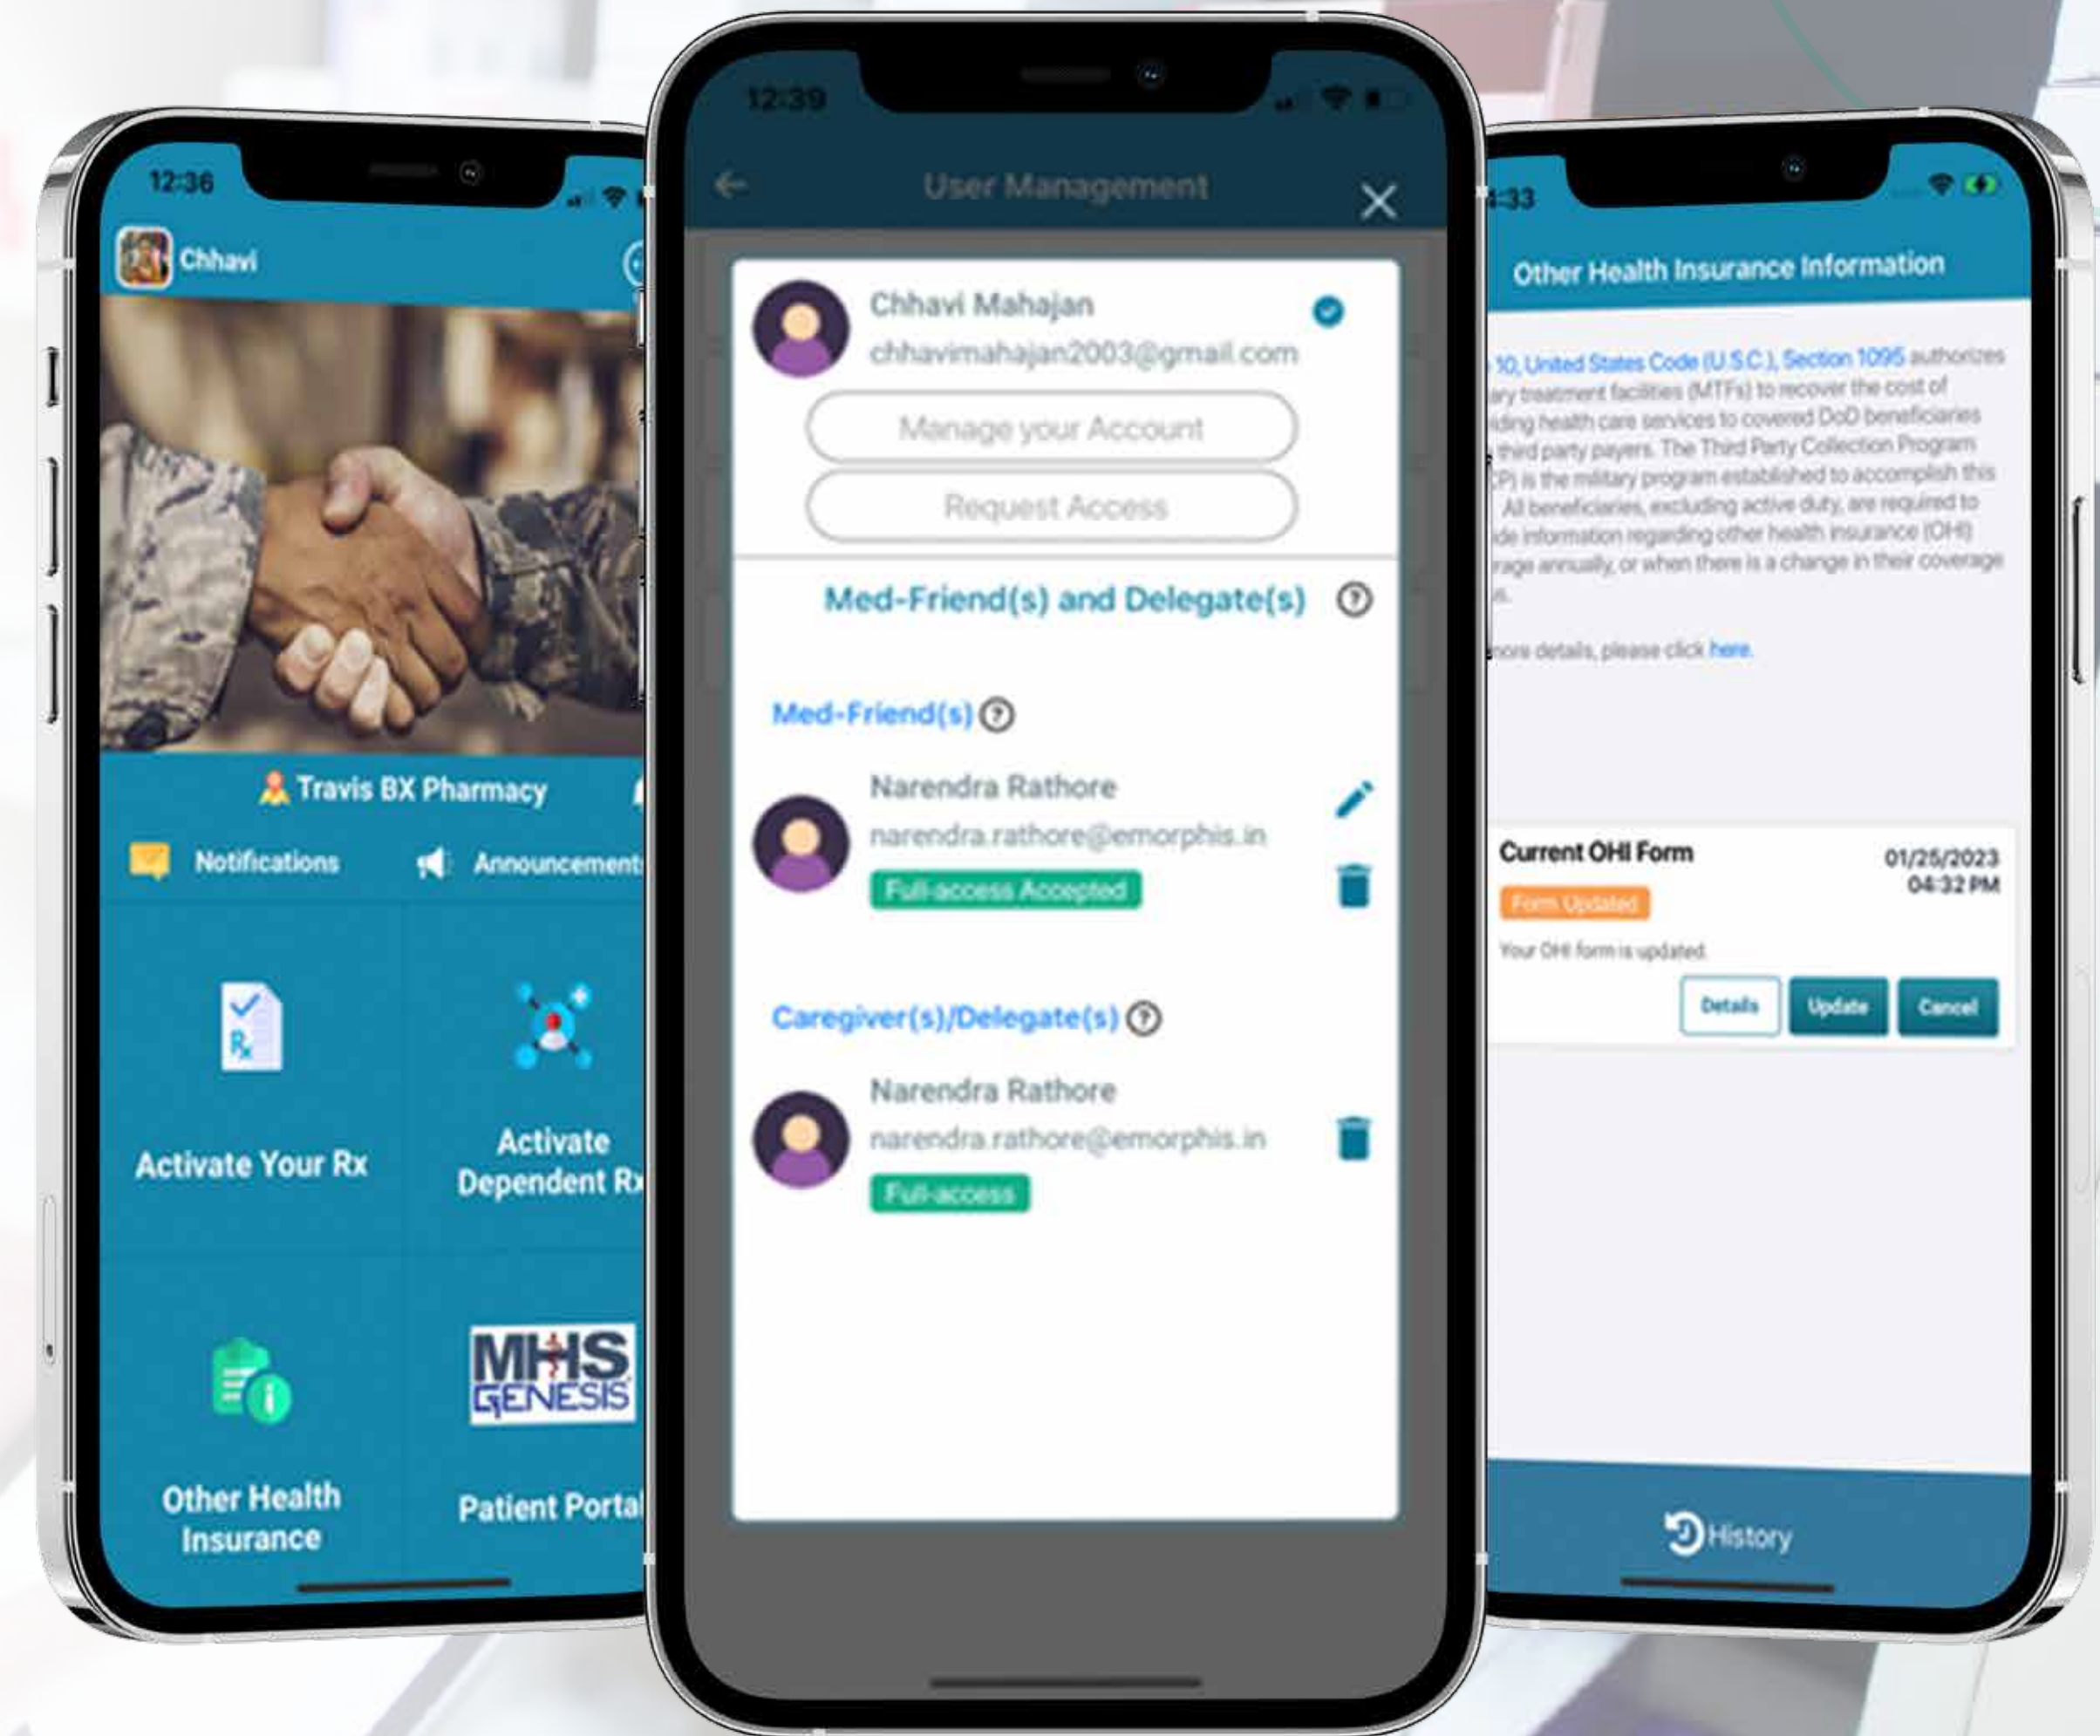 12:36
Chhavi
Travis BX Pharmacy
Notifications
Announcement
Activate Your Rx
Activate
Dependent Rx
MHS
GENESIS
Other Health
Insurance
Patient Portal
12:39
User Management
Chhavi Mahajan
chhavimahajan2003@gmail.com
Manage your Account
Request Access
Med-Friend(s) and Delegate(s)
Med-Friend(s)
Narendra Rathore
narendra.rathore@emorphis.in
Full-access Accepted
Caregiver(s)/Delegate(s)
Narendra Rathore
narendra.rathore@emorphis.in
Full-access
:33
Other Health Insurance Information
10, United States Code (U.S.C.), Section 1095 authorizes
ary treatment facilities (MTFs) to recover the cost of
iding health care services to covered DoD beneficiaries
third party payers. The Third Party Collection Program
CP) is the military program established to accomplish this
All beneficiaries, excluding active duty, are required to
ide information regarding other health insurance (OHI)
rage annually, or when there is a change in their coverage
s.
more details, please click here.
Current OHI Form
01/25/2023
04:32 PM
Form Updated
Your OHI form is updated.
Details
Update
Cancel
History